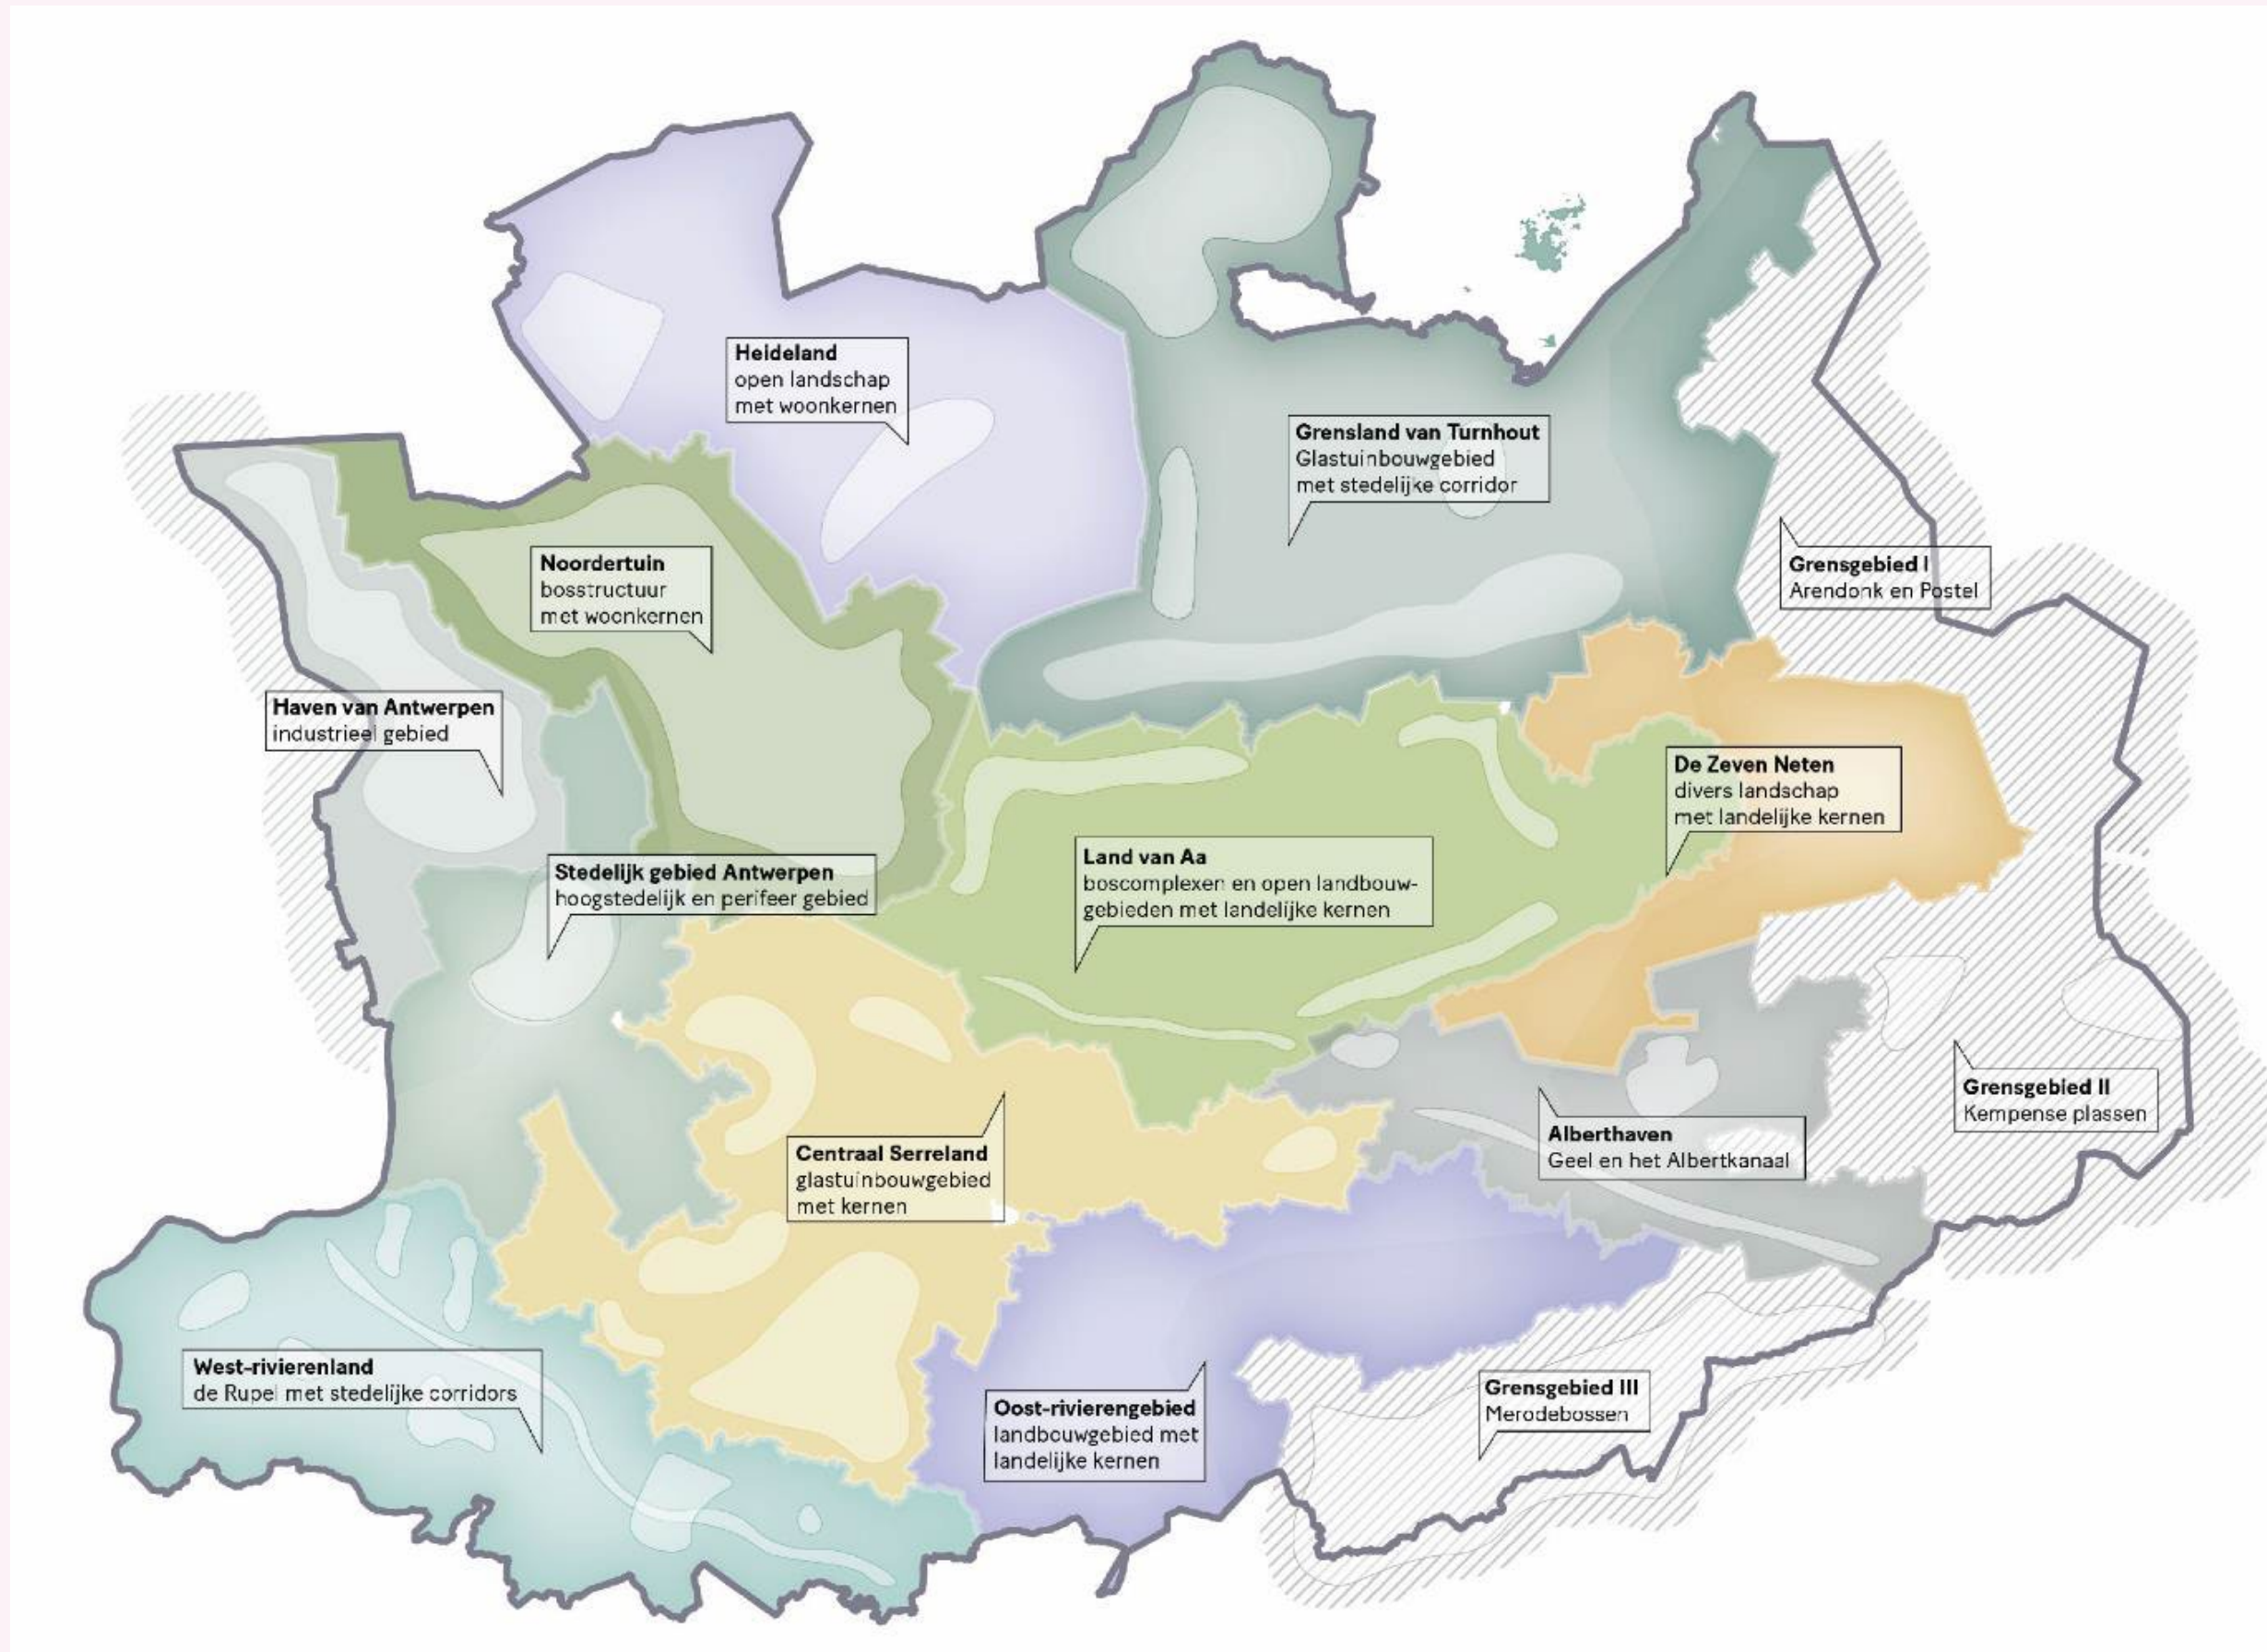 Heideland
open landschap
met woonkernen
Grensland van Turnhout
Glastuinbouwgebied
met stedelijke corridor
Noordertuin
bosstructuur
met woonkernen
Grensgebied I
Arendonk en Postel
Haven van Antwerpen
industrieel gebied
De Zeven Neten
divers landschap
met landelijke kernen
Stedelijk gebied Antwerpen
hoogstedelijk en perifeer gebied
Land van Aa
boscomplexen en open landbouw-
gebieden met landelijke kernen
Grensgebied II
Kempense plassen
Alberthaven
Geel en het Albertkanaal
Centraal Serreland
glastuinbouwgebied
met kernen
West-rivierenland
de Rupel met stedelijke corridors
Oost-rivierengebied
landbouwgebied met
landelijke kernen
Grensgebied III
Merodebossen